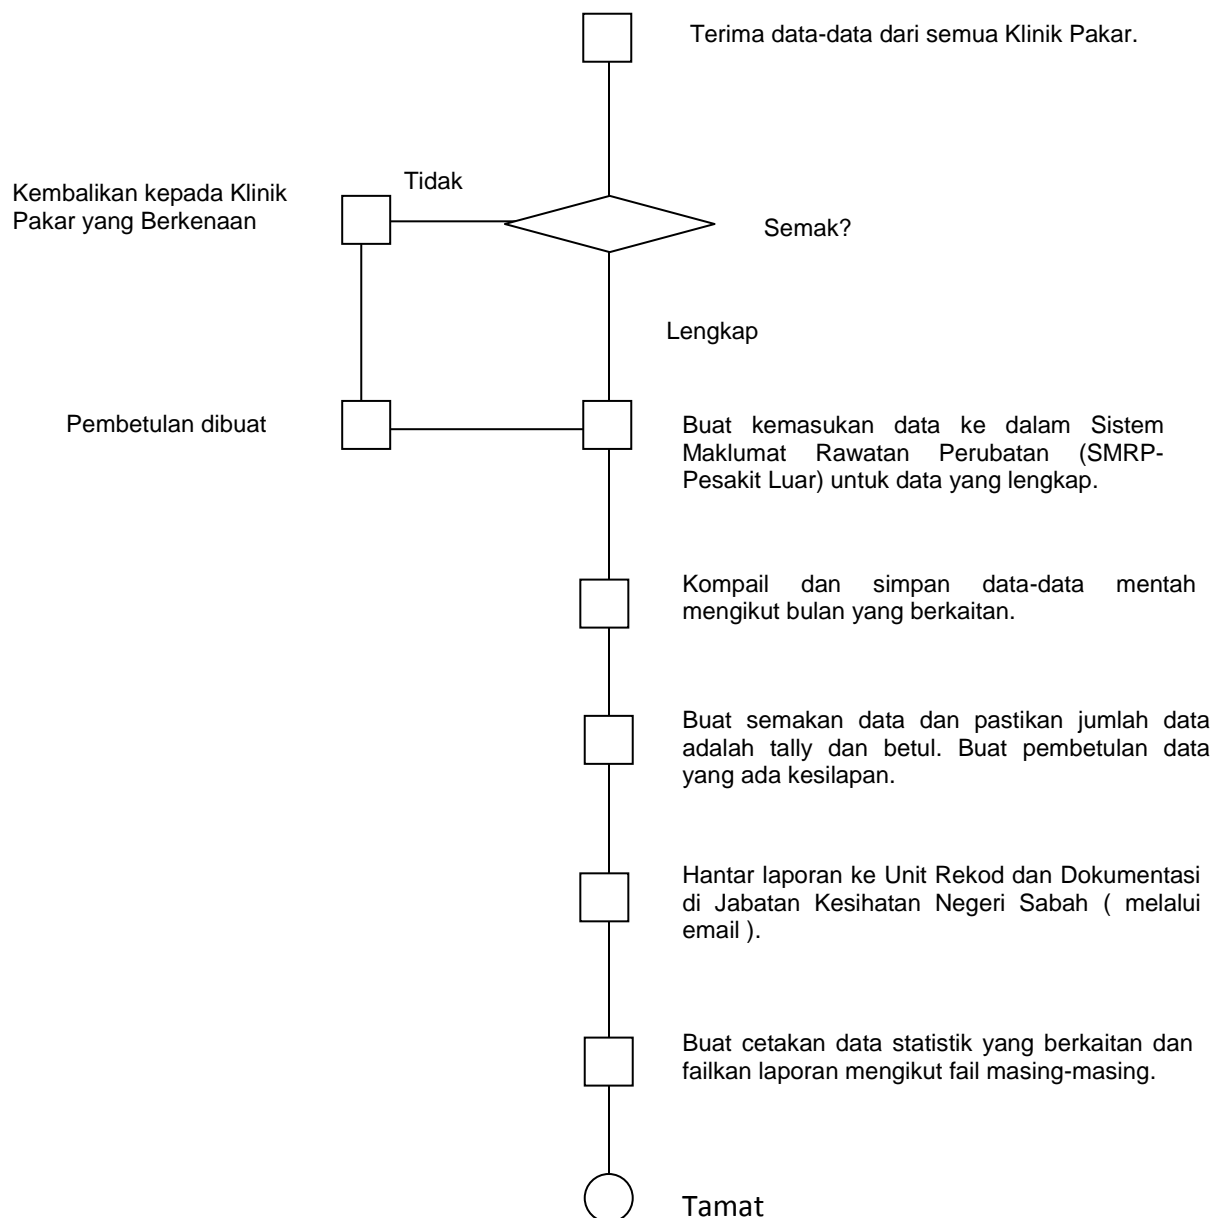 Terima data-data dari semua Klinik Pakar.
Tidak
Kembalikan kepada Klinik
Pakar yang Berkenaan
Semak?
Lengkap
Pembetulan dibuat
Buat kemasukan data ke dalam Sistem
Maklumat Rawatan Perubatan (SMRP-
Pesakit Luar) untuk data yang lengkap.
Kompail dan simpan data-data mentah
mengikut bulan yang berkaitan.
Buat semakan data dan pastikan jumlah data
adalah tally dan betul. Buat pembetulan data
yang ada kesilapan.
Hantar laporan ke Unit Rekod dan Dokumentasi
di Jabatan Kesihatan Negeri Sabah ( melalui
email ).
Buat cetakan data statistik yang berkaitan dan
failkan laporan mengikut fail masing-masing.
Tamat